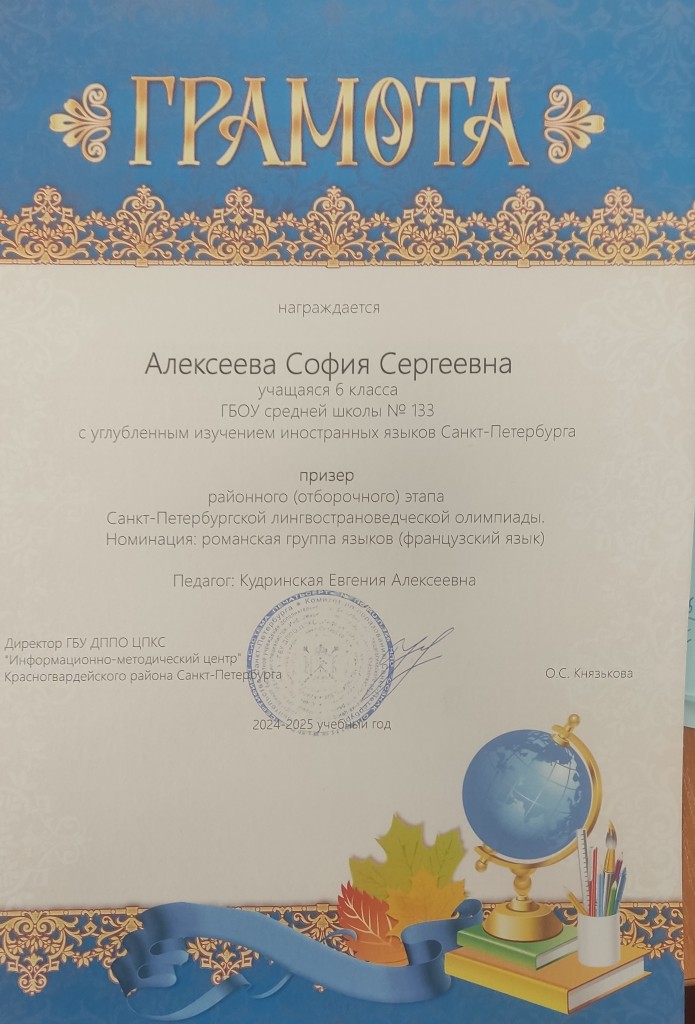 ГРАМОТА
награждается
Алексеева София Сергеевна
учащаяся 6 класса
ГБОУ средней школы № 133
с углубленным изучением иностранных языков Санкт-Петербурга
призер
районного (отборочного) этапа
Санкт-Петербургской лингвострановедческой олимпиады.
Номинация: романская группа языков (французский язык)
Педагог: Кудринская Евгения Алексеевна
Директор ГБУ ДППО ЦПКС
"Информационно-методический центр"
Красногвардейского района Санкт-Петербурга
О.С. Князькова
2024-2025 учебный год